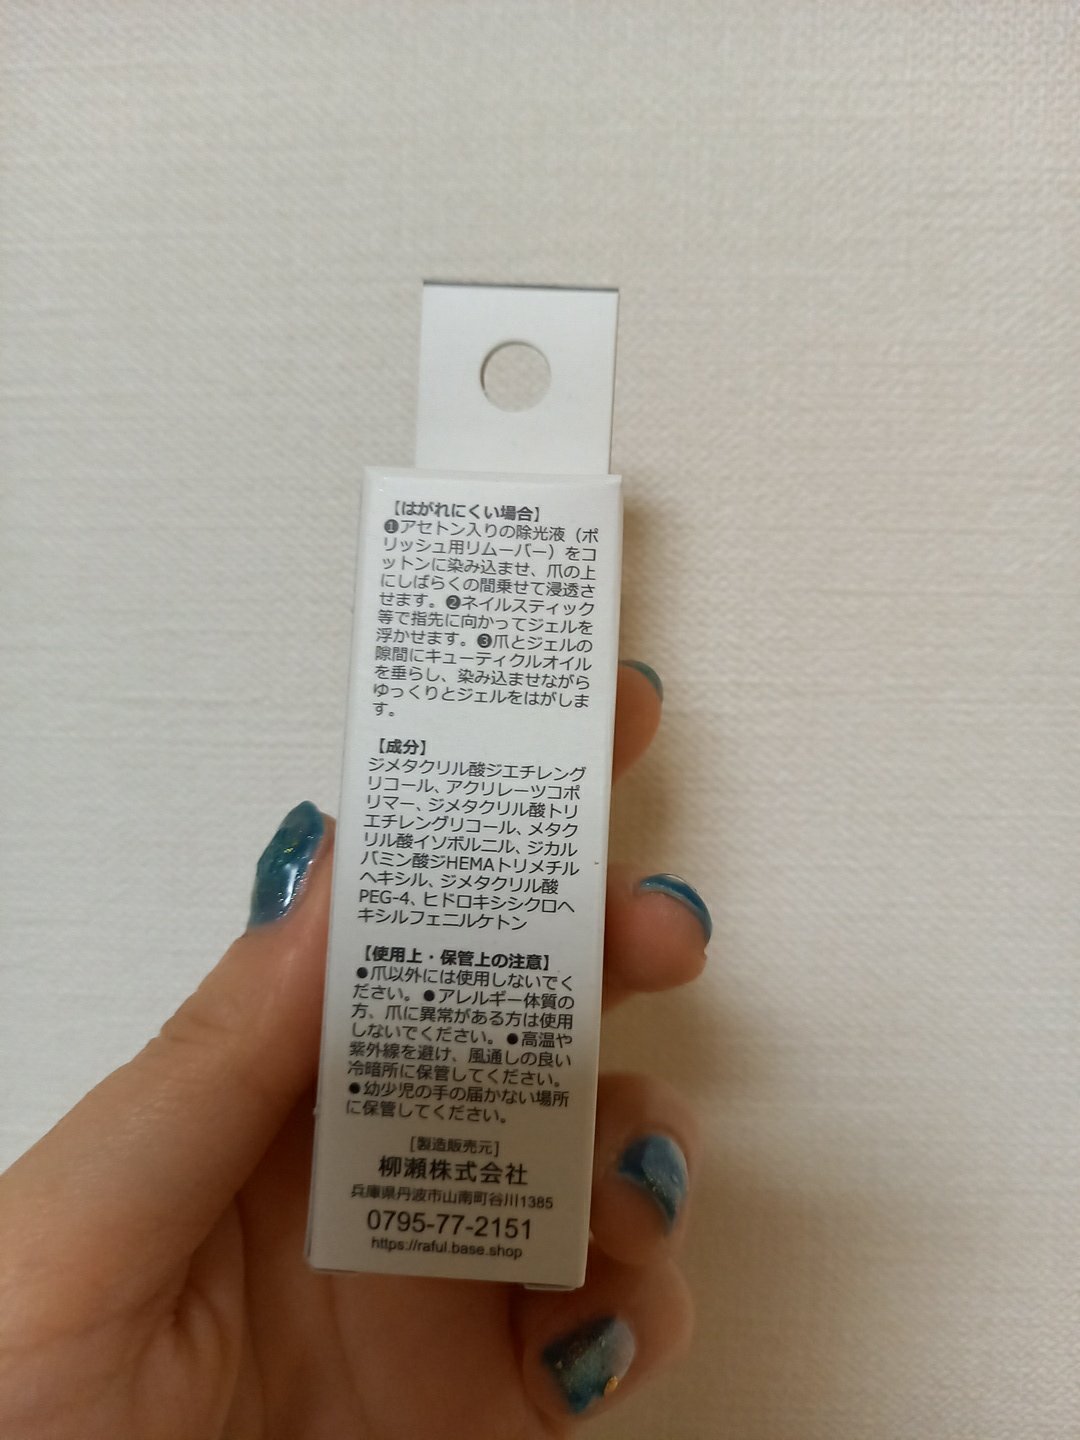 【はがれにくい場合】
❶アセトン入りの除光液（ポ
リッシュ用リムーバー）をコ
ットンに染み込ませ、爪の上
にしばらくの間乗せて浸透さ
せます。❷ネイルスティック
等で指先に向かってジェルを
浮かせます。❸爪とジェルの
隙間にキューティクルオイル
を垂らし、染み込ませながら
ゆっくりとジェルをはがしま
す。
【成分】
ジメタクリル酸ジエチレング
リコール、アクリレーツコポ
リマー、ジメタクリル酸トリ
エチレングリコール、メタク
リル酸イソボルニル、ジカル
バミン酸ジHEMAトリメチル
ヘキシル、ジメタクリル酸
PEG-4、ヒドロキシシクロヘ
キシルフェニルケトン
【使用上・保管上の注意】
●爪以外には使用しないでく
ださい。●アレルギー体質の
方、爪に異常がある方は使用
しないでください。●高温や
紫外線を避け、風通しの良い
冷暗所に保管してください。
●幼少児の手の届かない場所
に保管してください。
[製造販売元]
柳瀬株式会社
兵庫県丹波市山南町谷川1385
0795-77-2151
https://raful.base.shop